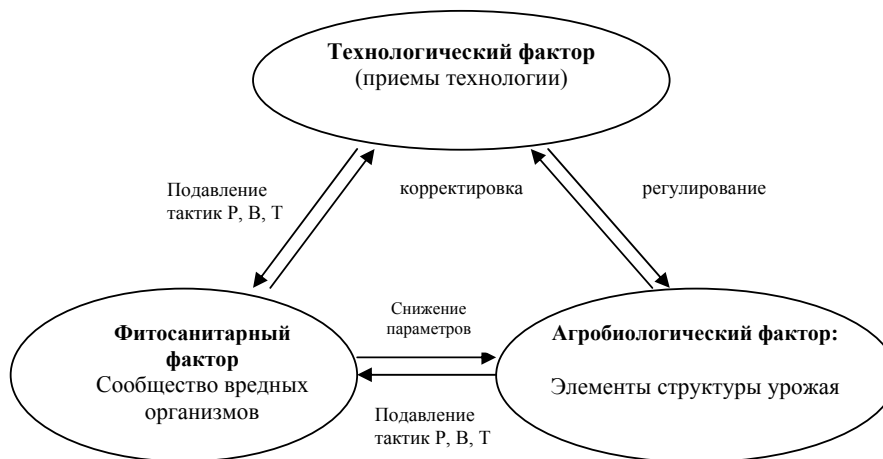 Технологический фактор
(приемы технологии)
Подавление
тактик Р, В, Т
корректировка
регулирование
Снижение
параметров
Фитосанитарный
фактор
Сообщество вредных
организмов
Агробиологический фактор:
Элементы структуры урожая
Подавление
тактик Р, В, Т